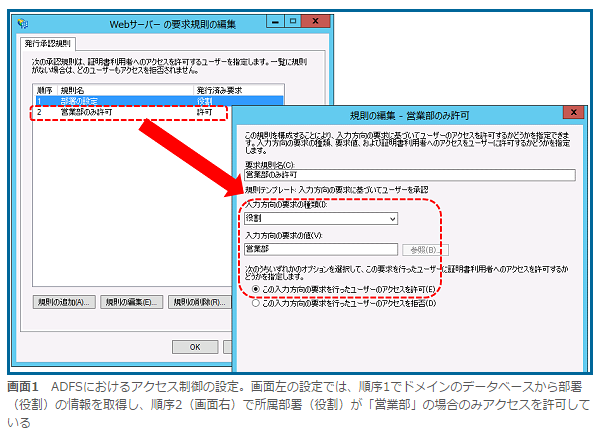 Webサーバー の要求規則の編集
発行承認規則
次の承認規則は、証明書利用者へのアクセスを許可するユーザーを指定します。一覧に規則
がない場合は、どのユーザーもアクセスを拒否されません。
順序 規則名 発行済み要求
1 部署の設定 役割
2 営業部のみ許可 許可
規則の追加(A)... 規則の編集(E)... 規則の削除(R)...
OK
規則の編集 - 営業部のみ許可
この規則を構成することにより、入力方向の要求に基づいてユーザーのアクセスを許可するかどうかを指定できま
す。入力方向の要求の種類、要求値、および証明書利用者へのアクセスをユーザーに許可するかどうかを指定
します。
要求規則名(C):
営業部のみ許可
規則テンプレート: 入力方向の要求に基づいてユーザーを承認
入力方向の要求の種類(I):
役割
入力方向の要求の値(V):
営業部
参照(B)...
次のうちいずれかのオプションを選択して、この要求を行ったユーザーに証明書利用者へのアクセスを許可するか
どうかを指定します。
この入力方向の要求を行ったユーザーのアクセスを許可(E)
この入力方向の要求を行ったユーザーのアクセスを拒否(D)
画面1 ADFSにおけるアクセス制御の設定。画面左の設定では、順序1でドメインのデータベースから部署
（役割）の情報を取得し、順序2（画面右）で所属部署（役割）が「営業部」の場合のみアクセスを許可して
いる